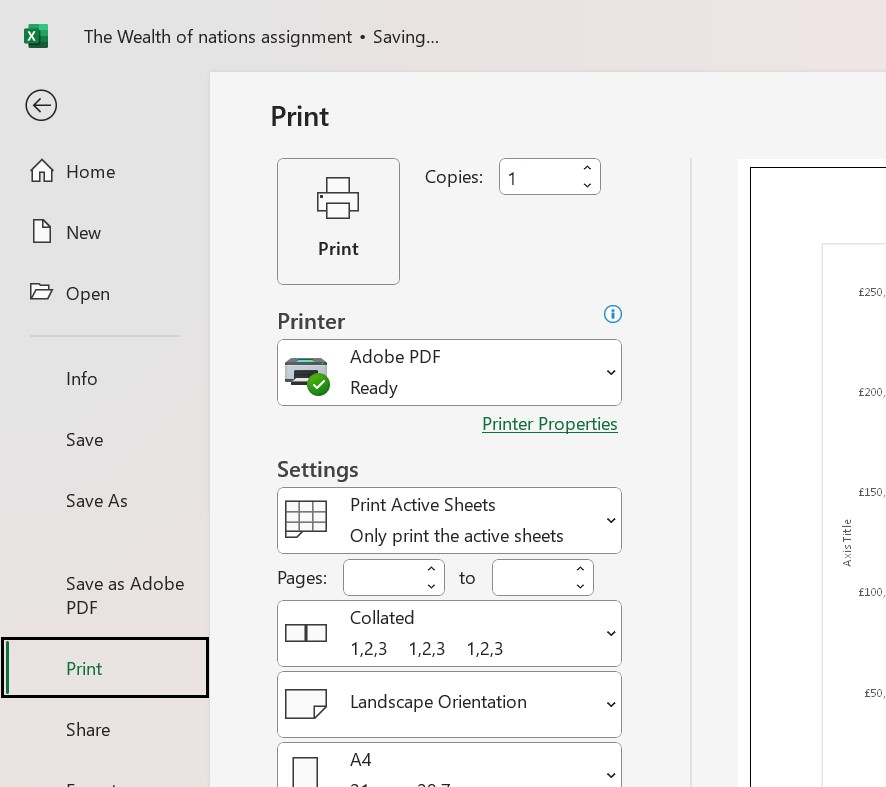 The Wealth of nations assignment • Saving...
Print
Home
New
Open
Info
Save
Save As
Save as Adobe
PDF
Print
Share
Print
Copies:
1
Printer
Adobe PDF
Ready
Printer Properties
Settings
Print Active Sheets
Only print the active sheets
Pages:
to
Collated
1,2,3 1,2,3 1,2,3
Landscape Orientation
A4
£250,
£200,
£150,
£100,
£50,
Axis Title